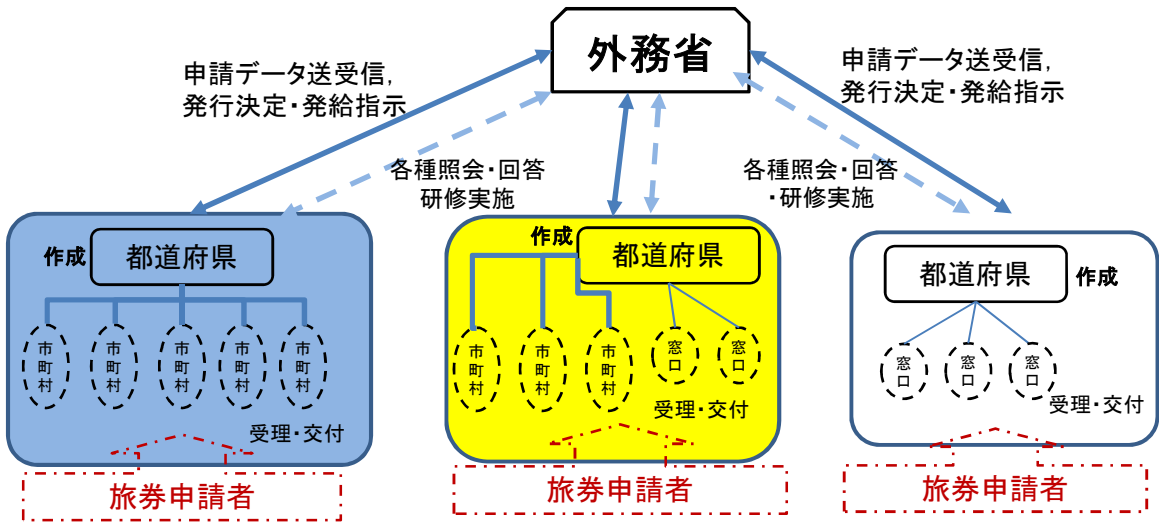 外務省
申請データ送受信，
発行決定・発給指示
申請データ送受信，
発行決定・発給指示
各種照会・回答
研修実施
各種照会・回答
・研修実施
作成
都道府県
市町村
市町村
市町村
市町村
市町村
受理・交付
旅券申請者
作成
都道府県
市町村
市町村
市町村
窓口
窓口
受理・交付
旅券申請者
都道府県
作成
窓口
窓口
窓口
受理・交付
旅券申請者